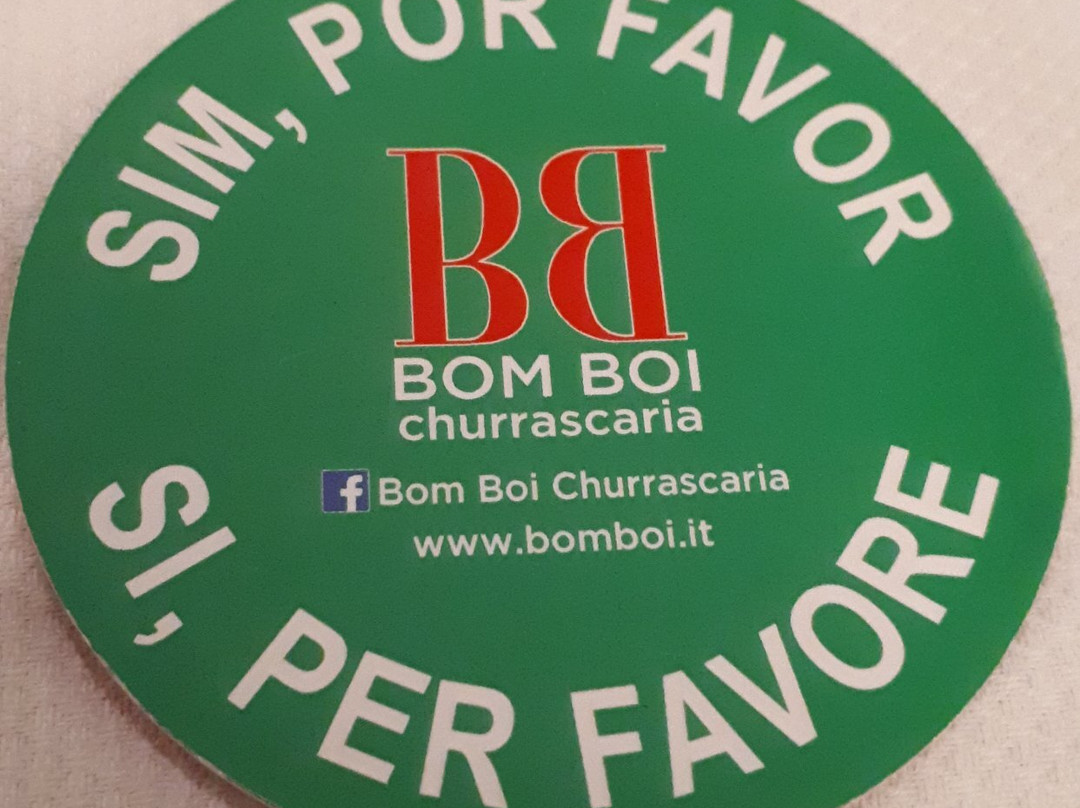 SIM, POR FAVOR
BB
BOM BOI
churrascaria
f Bom Boi Churrascaria
www.bomboi.it
SI, PER FAVORE